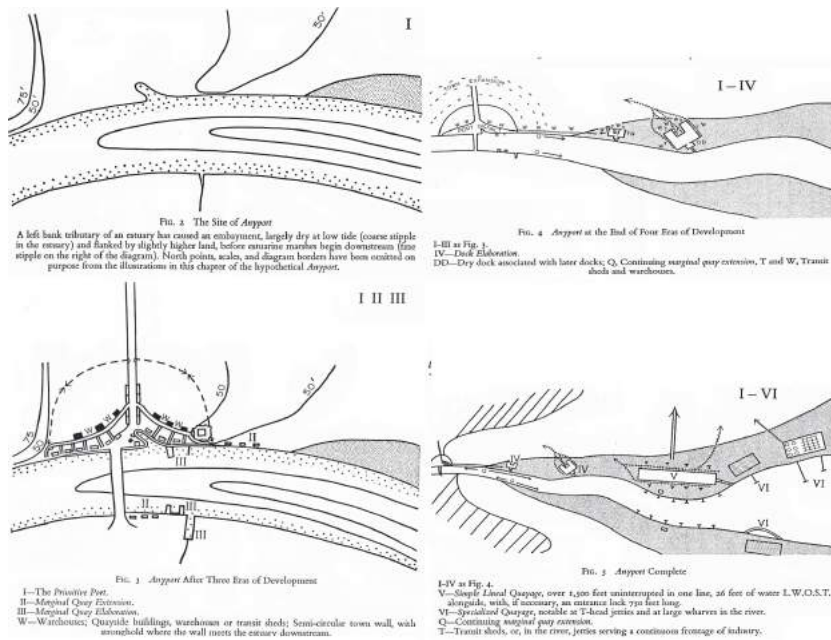 I
75'
50'
50'
FIG. 2 The Site of Anyport
A left bank tributary of an estuary has caused an embayment, largely dry at low tide (coarse stipple
in the estuary) and flanked by slightly higher land, before estuarine marshes begin downstream (fine
stipple on the right of the diagram). North points, scales, and diagram borders have been omitted on
purpose from the illustrations in this chapter of the hypothetical Anyport.
I–IV
FIG. 4 Anyport at the End of Four Eras of Development
I–III as Fig. 3.
IV—Dock Elaboration.
DD—Dry dock associated with later docks; Q, Continuing marginal quay extension, T and W, Transit
sheds and warehouses.
I II III
75
50
50
50'
W
W
W
W
II
III
II
III
III
FIG. 3 Anyport After Three Eras of Development
I—The Primitive Port.
II—Marginal Quay Extension.
III—Marginal Quay Elaboration.
W—Warehouses; Quayside buildings, warehouses or transit sheds; Semi-circular town wall, with
stronghold where the wall meets the estuary downstream.
I–VI
IV
IV
V
VI
VI
VI
FIG. 5 Anyport Complete
I–IV as Fig. 4.
V—Simple Lineal Quayage, over 1,500 feet uninterrupted in one line, 26 feet of water L.W.O.S.T.
alongside, with, if necessary, an entrance lock 750 feet long.
VI—Specialized Quayage, notable at T-head jetties and at large wharves in the river.
Q—Continuing marginal quay extension.
T—Transit sheds, or, in the river, jetties serving a continuous frontage of industry.